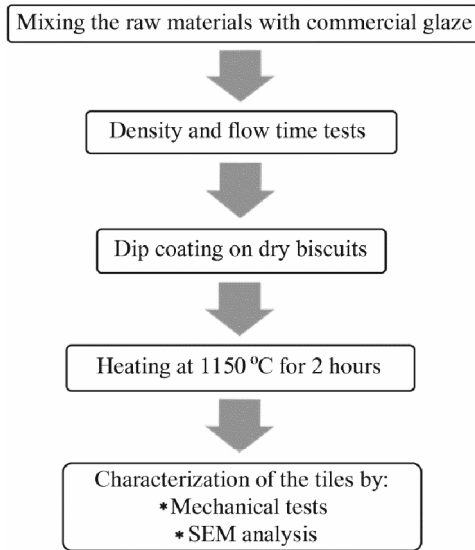 Mixing the raw materials with commercial glaze
Density and flow time tests
Dip coating on dry biscuits
Heating at 1150 °C for 2 hours
Characterization of the tiles by:
*Mechanical tests
*SEM analysis